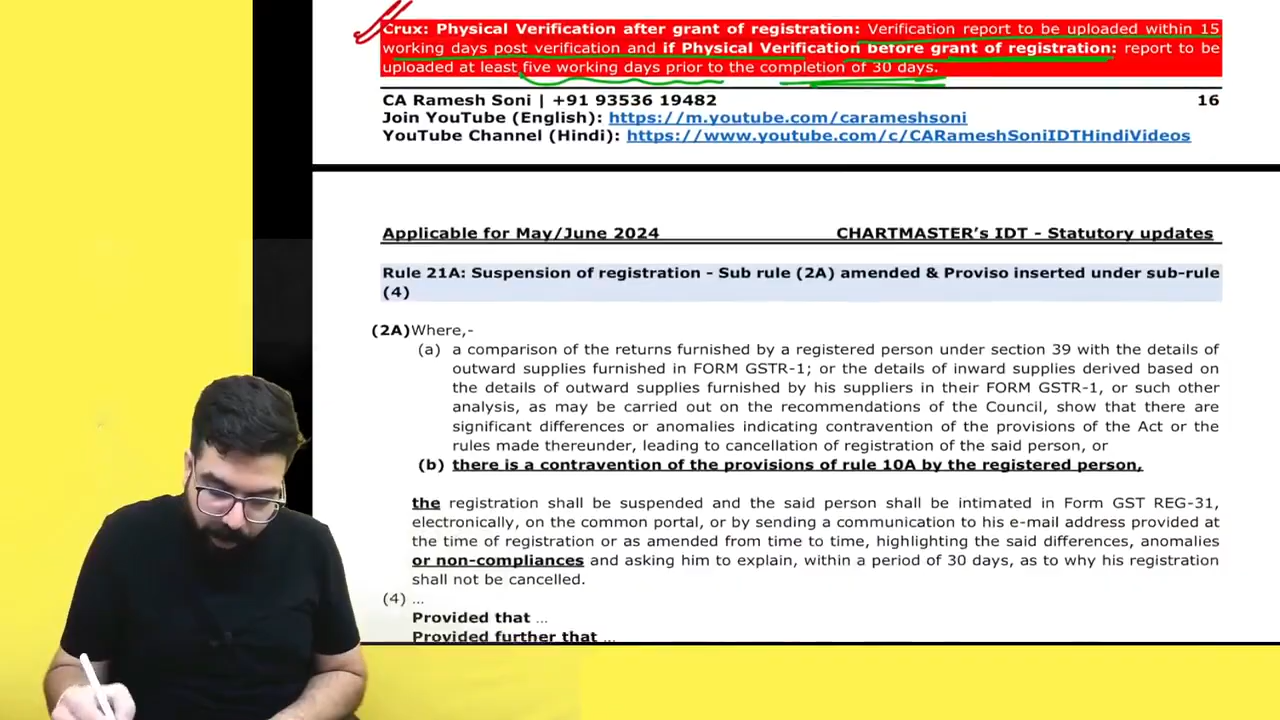 Crux: Physical Verification after grant of registration: Verification report to be uploaded within 15
working days post verification and if Physical Verification before grant of registration: report to be
uploaded at least five working days prior to the completion of 30 days.
CA Ramesh Soni | +91 93536 19482 16
Join YouTube (English): https://m.youtube.com/carameshsoni
YouTube Channel (Hindi): https://www.youtube.com/c/CARameshSoniIDTHindiVideos
Applicable for May/June 2024 CHARTMASTER’s IDT - Statutory updates
Rule 21A: Suspension of registration - Sub rule (2A) amended & Proviso inserted under sub-rule
(4)
(2A) Where,-
(a) a comparison of the returns furnished by a registered person under section 39 with the details of
outward supplies furnished in FORM GSTR-1; or the details of inward supplies derived based on
the details of outward supplies furnished by his suppliers in their FORM GSTR-1, or such other
analysis, as may be carried out on the recommendations of the Council, show that there are
significant differences or anomalies indicating contravention of the provisions of the Act or the
rules made thereunder, leading to cancellation of registration of the said person, or
(b) there is a contravention of the provisions of rule 10A by the registered person,
the registration shall be suspended and the said person shall be intimated in Form GST REG-31,
electronically, on the common portal, or by sending a communication to his e-mail address provided at
the time of registration or as amended from time to time, highlighting the said differences, anomalies
or non-compliances and asking him to explain, within a period of 30 days, as to why his registration
shall not be cancelled.
(4) ...
Provided that ...
Provided further that ...